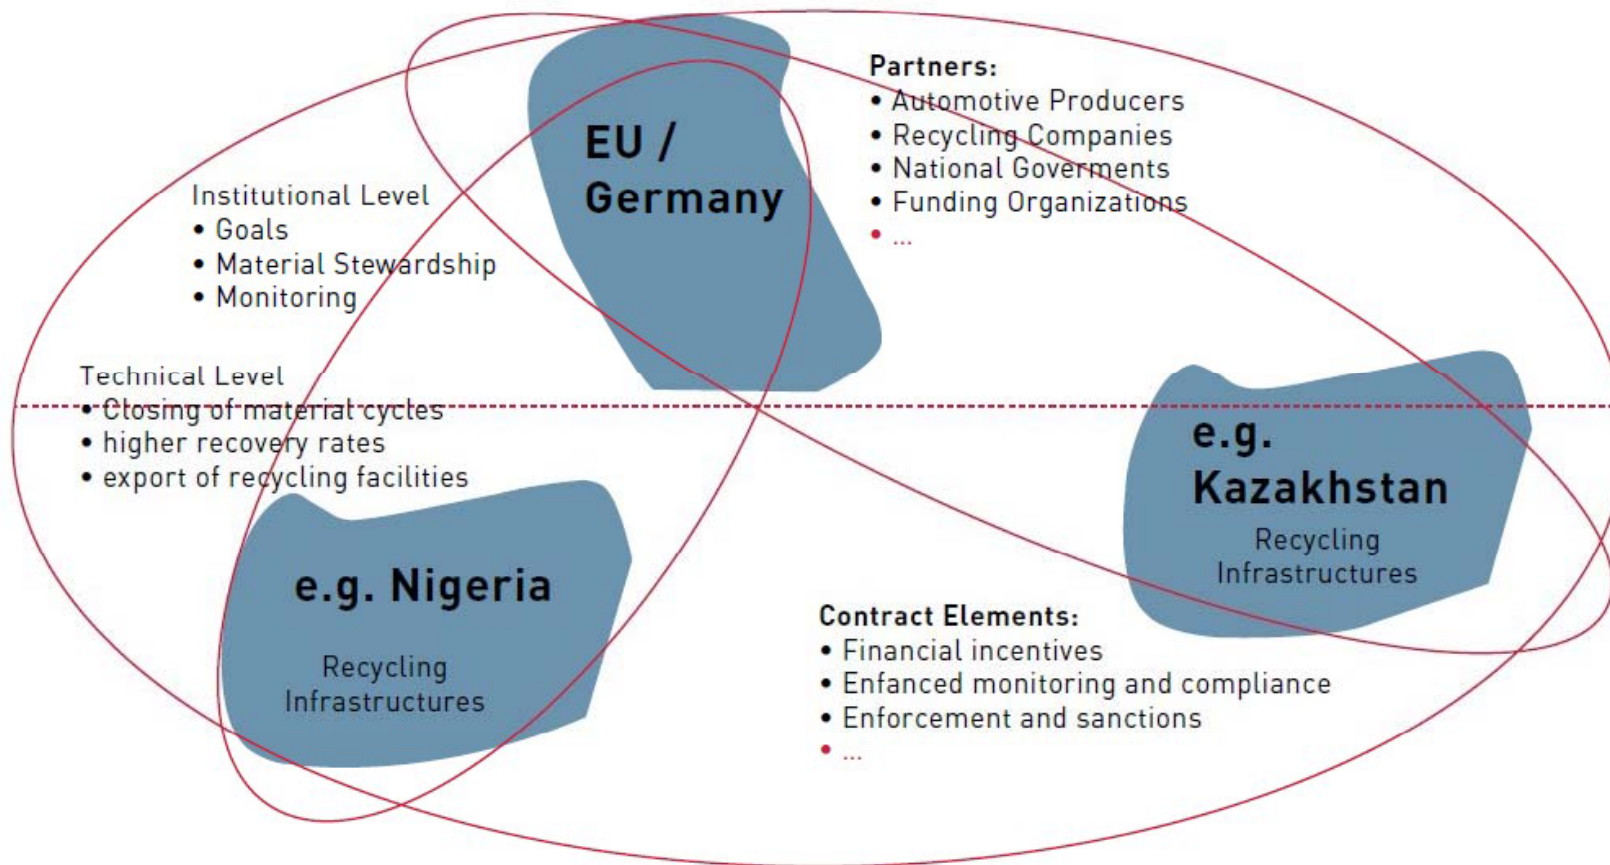 EU /
Germany
Partners:
• Automotive Producers
• Recycling Companies
• National Goverments
• Funding Organizations
• ...
Institutional Level
• Goals
• Material Stewardship
• Monitoring
Technical Level
• Closing of material cycles
• higher recovery rates
• export of recycling facilities
e.g.
Kazakhstan
Recycling
Infrastructures
e.g. Nigeria
Recycling
Infrastructures
Contract Elements:
• Financial incentives
• Enfanced monitoring and compliance
• Enforcement and sanctions
• ...